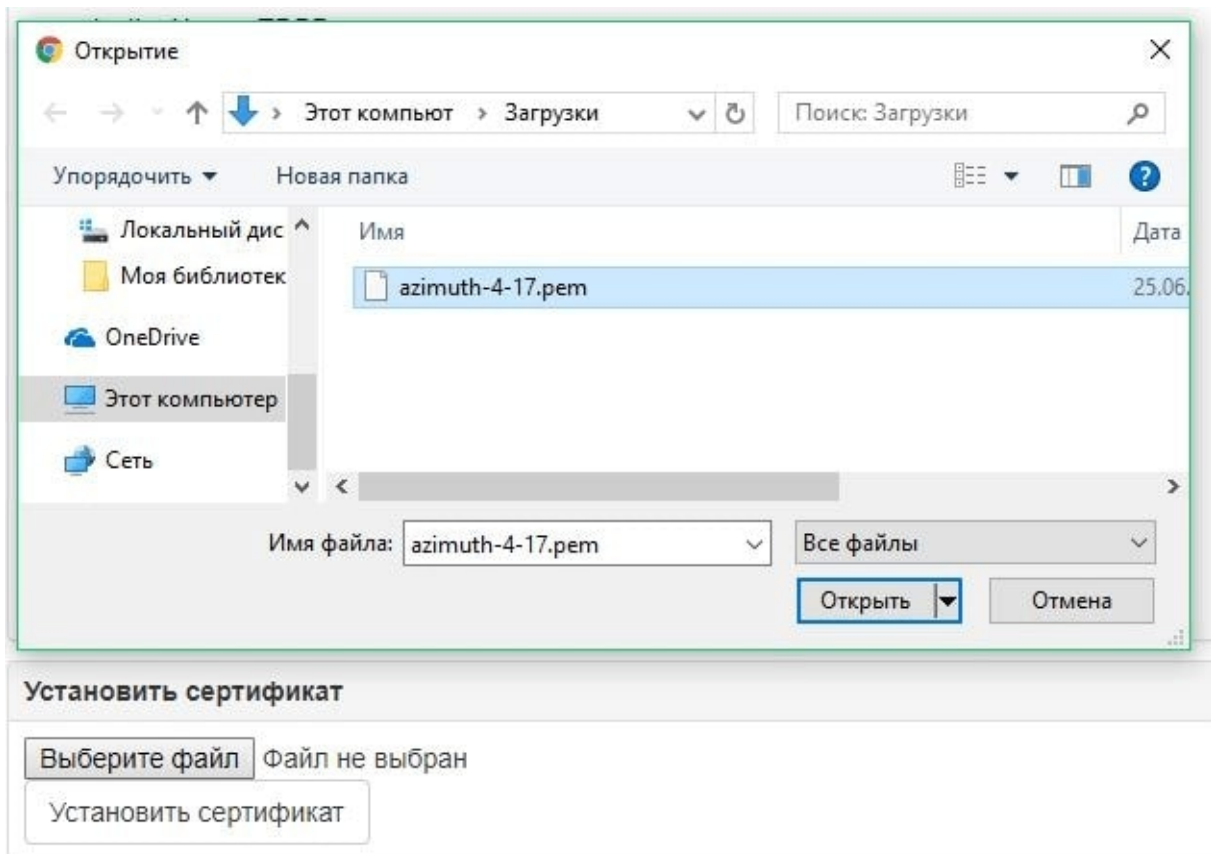 Открытие
Этот компьют > Загрузки
Поиск: Загрузки
Упорядочить
Новая папка
Локальный дис
Имя
Дата
Моя библиотек
azimuth-4-17.pem
25.06.
OneDrive
Этот компьютер
Сеть
Имя файла: azimuth-4-17.pem
Все файлы
Открыть
Отмена
Установить сертификат
Выберите файл Файл не выбран
Установить сертификат